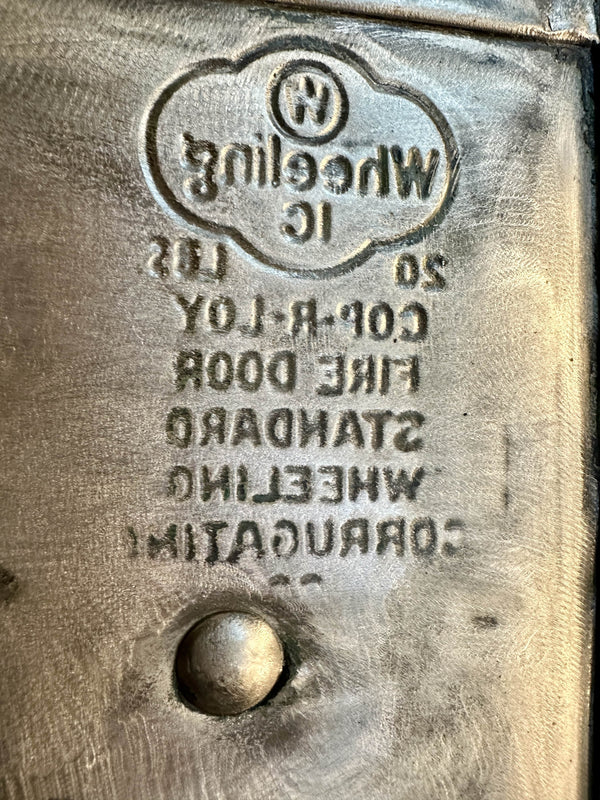 W
Wheeling
IC
20 LBS
COP-R-LOY
FIRE DOOR
STANDARD
WHEELING
CORRUGATIN